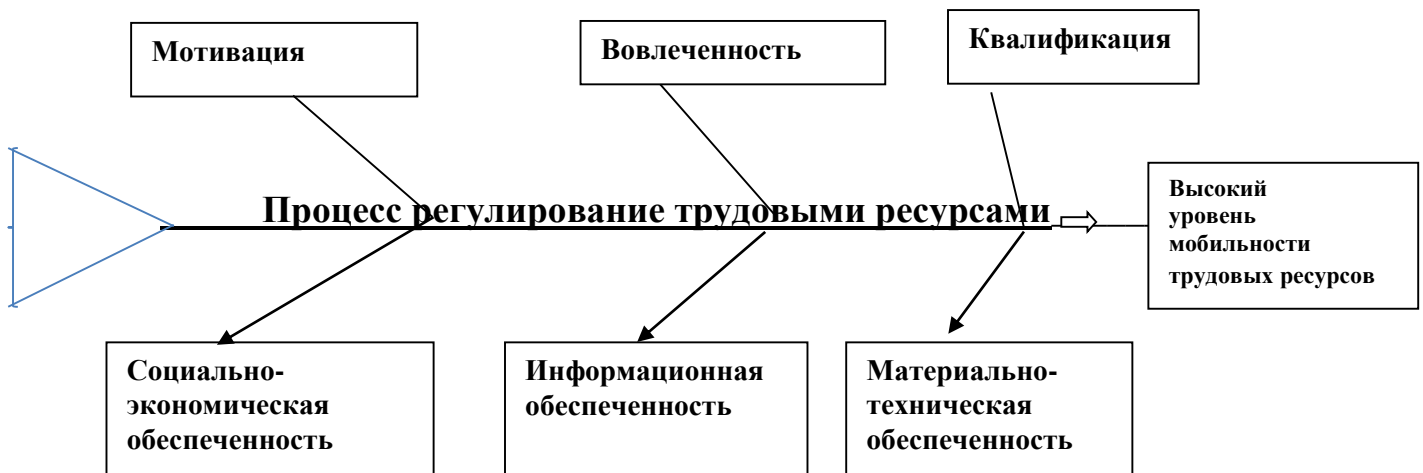 Мотивация
Вовлеченность
Квалификация
Процесс регулирование трудовыми ресурсами
Высокий
уровень
мобильности
трудовых ресурсов
Социально-
экономическая
обеспеченность
Информационная
обеспеченность
Материально-
техническая
обеспеченность